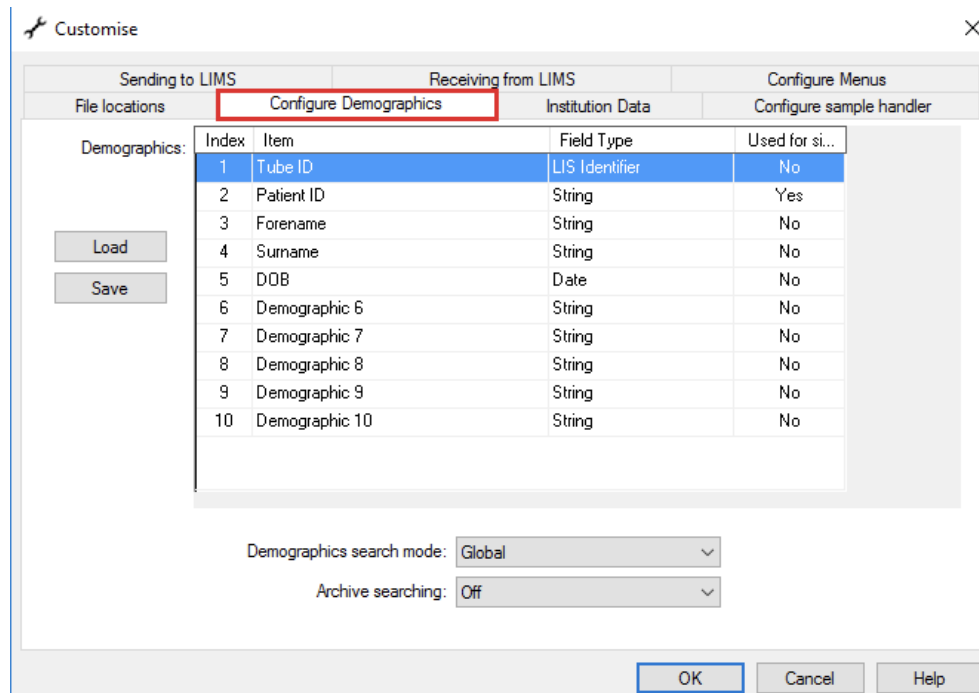 Customise
Sending to LIMS Receiving from LIMS Configure Menus
File locations Configure Demographics Institution Data Configure sample handler
Demographics:
Index Item Field Type Used for si...
1 Tube ID LIS Identifier No
2 Patient ID String Yes
3 Forename String No
4 Surname String No
5 DOB Date No
6 Demographic 6 String No
7 Demographic 7 String No
8 Demographic 8 String No
9 Demographic 9 String No
10 Demographic 10 String No
Load
Save
Demographics search mode: Global
Archive searching: Off
OK Cancel Help